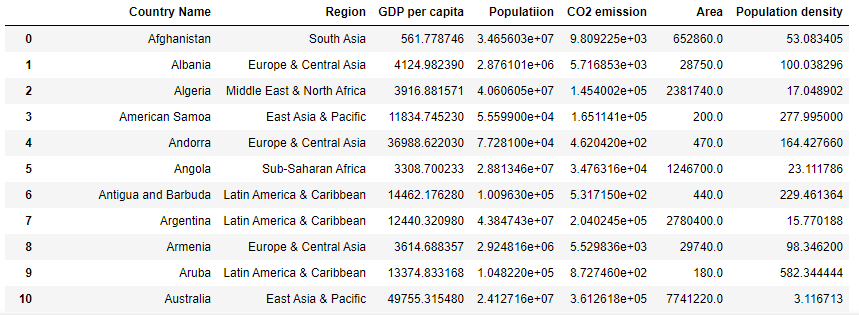 Country Name Region GDP per capita Populatiion CO2 emission Area Population density
0 Afghanistan South Asia 561.778746 3.465603e+07 9.809225e+03 652860.0 53.083405
1 Albania Europe & Central Asia 4124.982390 2.876101e+06 5.716853e+03 28750.0 100.038296
2 Algeria Middle East & North Africa 3916.881571 4.060605e+07 1.454002e+05 2381740.0 17.048902
3 American Samoa East Asia & Pacific 11834.745230 5.559900e+04 1.651141e+05 200.0 277.995000
4 Andorra Europe & Central Asia 36988.622030 7.728100e+04 4.620420e+02 470.0 164.427660
5 Angola Sub-Saharan Africa 3308.700233 2.881346e+07 3.476316e+04 1246700.0 23.111786
6 Antigua and Barbuda Latin America & Caribbean 14462.176280 1.009630e+05 5.317150e+02 440.0 229.461364
7 Argentina Latin America & Caribbean 12440.320980 4.384743e+07 2.040245e+05 2780400.0 15.770188
8 Armenia Europe & Central Asia 3614.688357 2.924816e+06 5.529836e+03 29740.0 98.346200
9 Aruba Latin America & Caribbean 13374.833168 1.048220e+05 8.727460e+02 180.0 582.344444
10 Australia East Asia & Pacific 49755.315480 2.412716e+07 3.612618e+05 7741220.0 3.116713